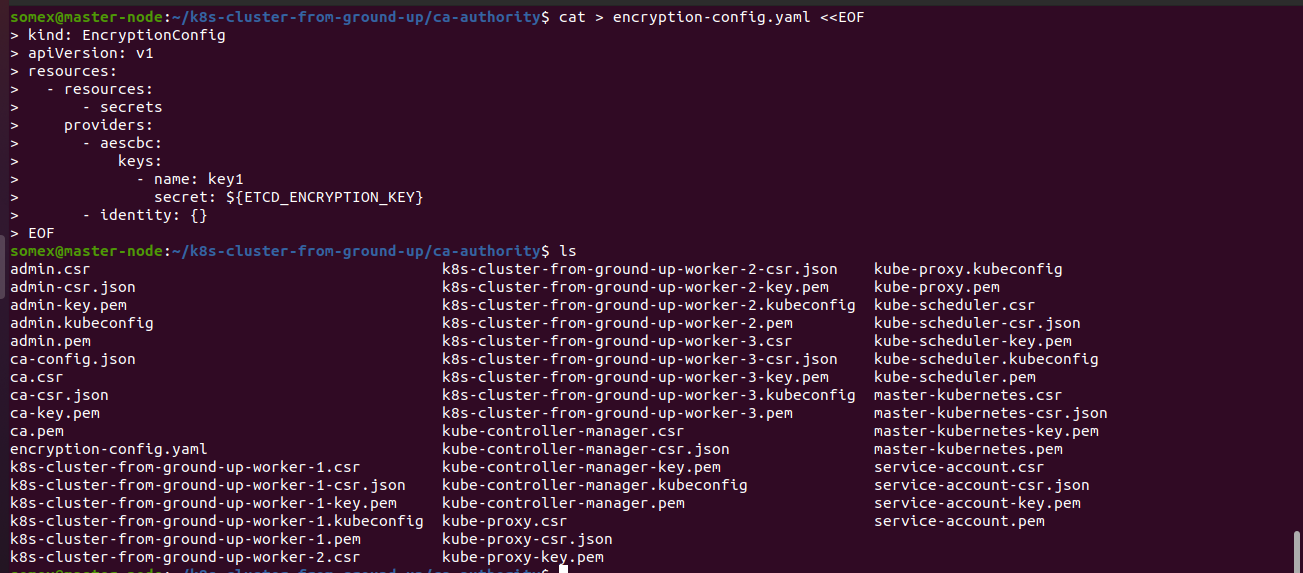 somex@master-node:~/k8s-cluster-from-ground-up/ca-authority$ cat > encryption-config.yaml <<EOF
> kind: EncryptionConfig
> apiVersion: v1
> resources:
>   - resources:
>       - secrets
>     providers:
>       - aescbc:
>           keys:
>             - name: key1
>               secret: ${ETCD_ENCRYPTION_KEY}
>       - identity: {}
> EOF
somex@master-node:~/k8s-cluster-from-ground-up/ca-authority$ ls
admin.csr k8s-cluster-from-ground-up-worker-2-csr.json kube-proxy.kubeconfig
admin-csr.json k8s-cluster-from-ground-up-worker-2-key.pem kube-proxy.pem
admin-key.pem k8s-cluster-from-ground-up-worker-2.kubeconfig kube-scheduler.csr
admin.kubeconfig k8s-cluster-from-ground-up-worker-2.pem kube-scheduler-csr.json
admin.pem k8s-cluster-from-ground-up-worker-3.csr kube-scheduler-key.pem
ca-config.json k8s-cluster-from-ground-up-worker-3-csr.json kube-scheduler.kubeconfig
ca.csr k8s-cluster-from-ground-up-worker-3-key.pem kube-scheduler.pem
ca-csr.json k8s-cluster-from-ground-up-worker-3.kubeconfig master-kubernetes.csr
ca-key.pem k8s-cluster-from-ground-up-worker-3.pem master-kubernetes-csr.json
ca.pem kube-controller-manager.csr master-kubernetes-key.pem
encryption-config.yaml kube-controller-manager-csr.json master-kubernetes.pem
k8s-cluster-from-ground-up-worker-1.csr kube-controller-manager-key.pem service-account.csr
k8s-cluster-from-ground-up-worker-1-csr.json kube-controller-manager.kubeconfig service-account-csr.json
k8s-cluster-from-ground-up-worker-1-key.pem kube-controller-manager.pem service-account-key.pem
k8s-cluster-from-ground-up-worker-1.kubeconfig kube-proxy.csr service-account.pem
k8s-cluster-from-ground-up-worker-1.pem kube-proxy-csr.json
k8s-cluster-from-ground-up-worker-2.csr kube-proxy-key.pem
somex@master-node:~/k8s-cluster-from-ground-up/ca-authority$